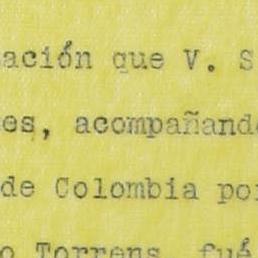 ación que V. S
es, acompañand
de Colombia po
o Torrens, fué